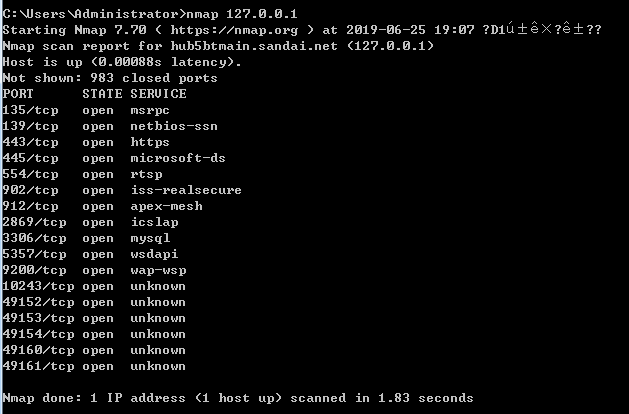 C:\Users\Administrator>nmap 127.0.0.1
Starting Nmap 7.70 ( https://nmap.org ) at 2019-06-25 19:07 ?D1ú±ê×?ê±??
Nmap scan report for hub5btmain.sandai.net (127.0.0.1)
Host is up (0.00088s latency).
Not shown: 983 closed ports
PORT      STATE SERVICE
135/tcp   open  msrpc
139/tcp   open  netbios-ssn
443/tcp   open  https
445/tcp   open  microsoft-ds
554/tcp   open  rtsp
902/tcp   open  iss-realsecure
912/tcp   open  apex-mesh
2869/tcp  open  icslap
3306/tcp  open  mysql
5357/tcp  open  wsdapi
9200/tcp  open  wap-wsp
10243/tcp open  unknown
49152/tcp open  unknown
49153/tcp open  unknown
49154/tcp open  unknown
49160/tcp open  unknown
49161/tcp open  unknown
Nmap done: 1 IP address (1 host up) scanned in 1.83 seconds